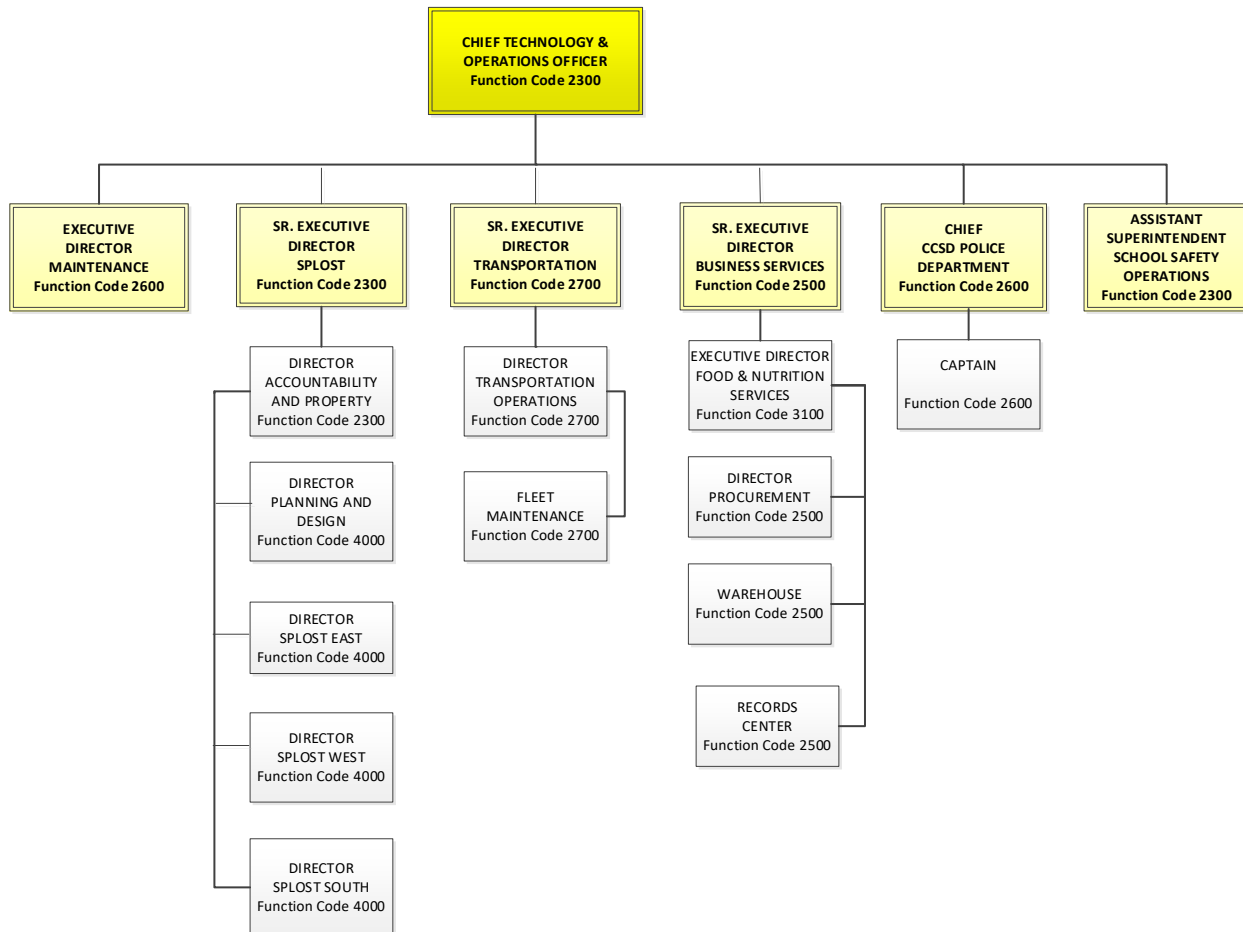 CHIEF TECHNOLOGY &
OPERATIONS OFFICER
Function Code 2300
EXECUTIVE
DIRECTOR
MAINTENANCE
Function Code 2600
SR. EXECUTIVE
DIRECTOR
SPLOST
Function Code 2300
SR. EXECUTIVE
DIRECTOR
TRANSPORTATION
Function Code 2700
SR. EXECUTIVE
DIRECTOR
BUSINESS SERVICES
Function Code 2500
CHIEF
CCSD POLICE
DEPARTMENT
Function Code 2600
ASSISTANT
SUPERINTENDENT
SCHOOL SAFETY
OPERATIONS
Function Code 2300
DIRECTOR
ACCOUNTABILITY
AND PROPERTY
Function Code 2300
DIRECTOR
PLANNING AND
DESIGN
Function Code 4000
DIRECTOR
SPLOST EAST
Function Code 4000
DIRECTOR
SPLOST WEST
Function Code 4000
DIRECTOR
SPLOST SOUTH
Function Code 4000
DIRECTOR
TRANSPORTATION
OPERATIONS
Function Code 2700
FLEET
MAINTENANCE
Function Code 2700
EXECUTIVE DIRECTOR
FOOD & NUTRITION
SERVICES
Function Code 3100
DIRECTOR
PROCUREMENT
Function Code 2500
WAREHOUSE
Function Code 2500
RECORDS
CENTER
Function Code 2500
CAPTAIN
Function Code 2600